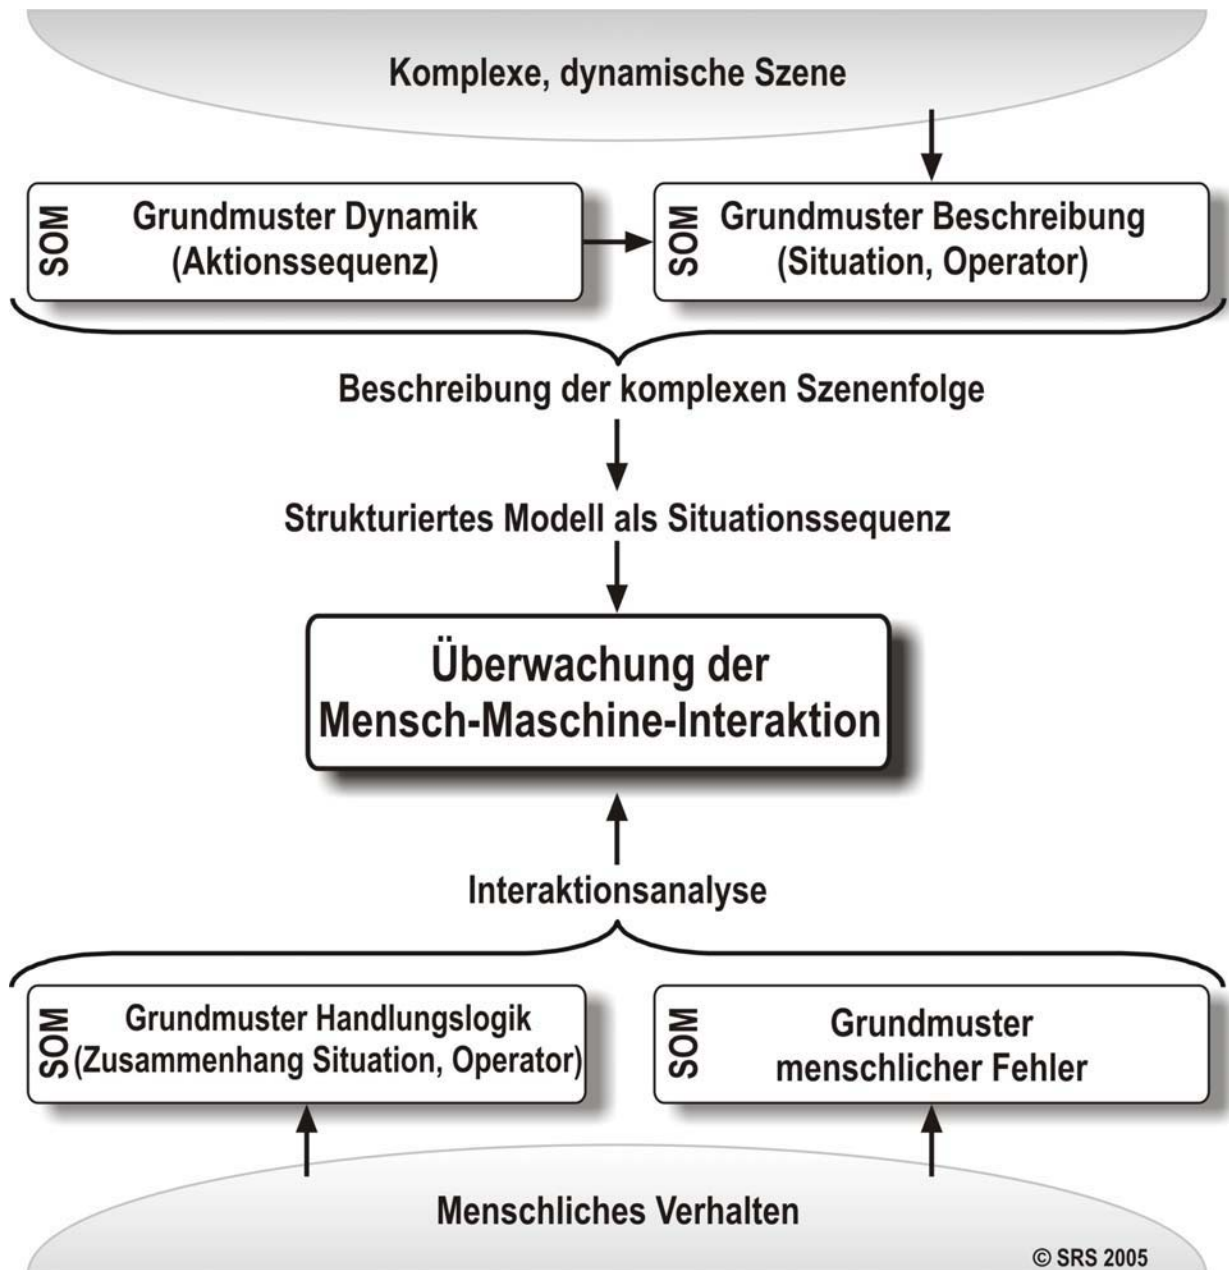 Komplexe, dynamische Szene
SOM
Grundmuster Dynamik
(Aktionssequenz)
SOM
Grundmuster Beschreibung
(Situation, Operator)
Beschreibung der komplexen Szenenfolge
Strukturiertes Modell als Situationssequenz
Überwachung der
Mensch-Maschine-Interaktion
Interaktionsanalyse
SOM
Grundmuster Handlungslogik
(Zusammenhang Situation, Operator)
SOM
Grundmuster
menschlicher Fehler
Menschliches Verhalten
© SRS 2005